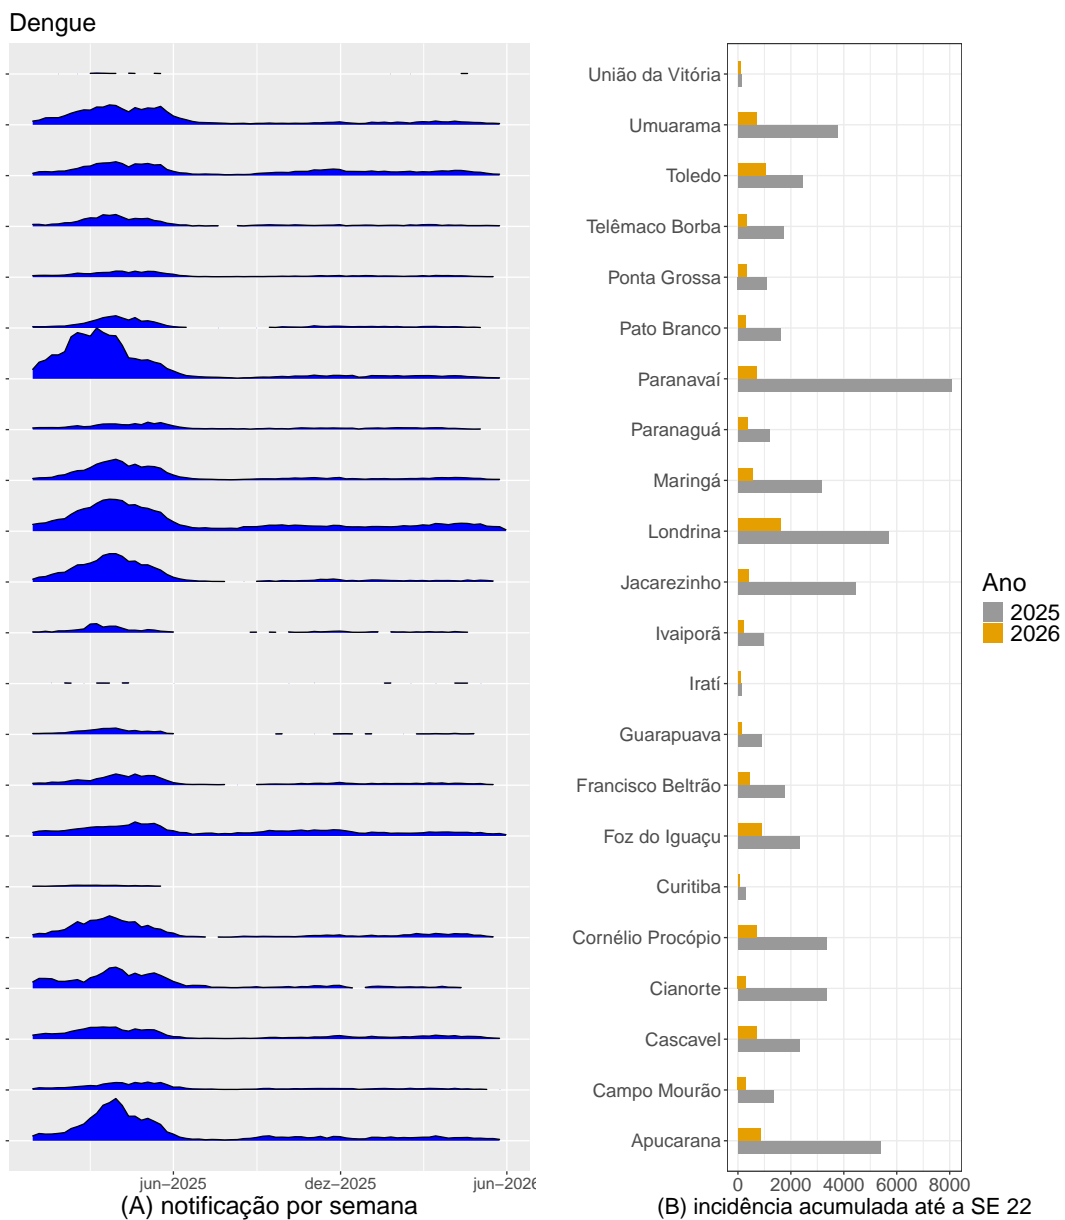 Dengue
União da Vitória
Umuarama
Toledo
Telêmaco Borba
Ponta Grossa
Pato Branco
Paranavaí
Paranaguá
Maringá
Londrina
Jacarezinho
Ivaiporã
Iratí
Guarapuava
Francisco Beltrão
Foz do Iguaçu
Curitiba
Cornélio Procópio
Cianorte
Cascavel
Campo Mourão
Apucarana
Ano
2025
2026
jun−2025 dez−2025 jun−2026
0 2000 4000 6000 8000
(A) notificação por semana
(B) incidência acumulada até a SE 22